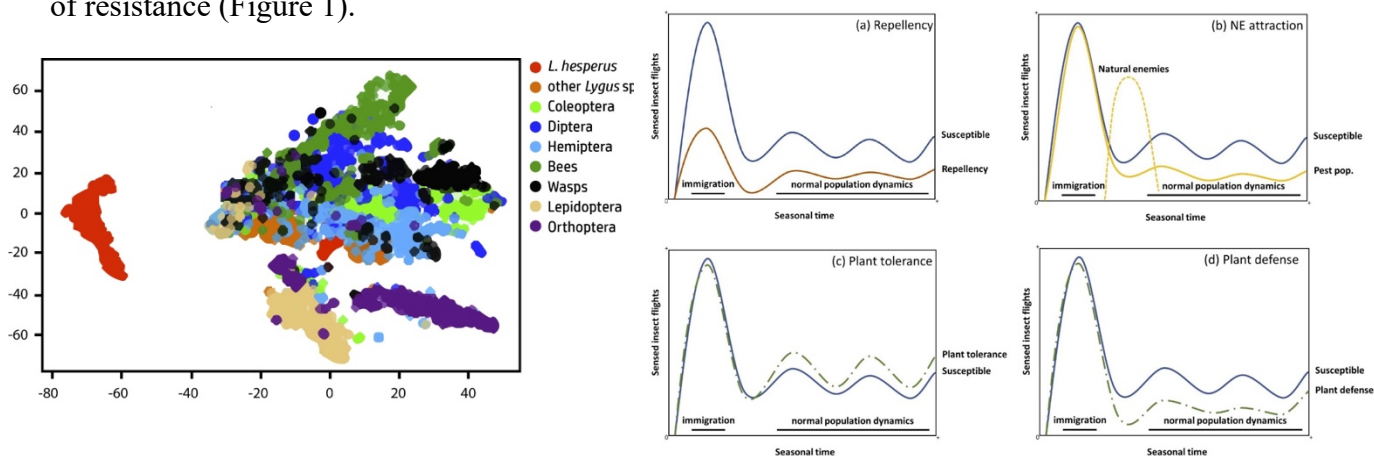 of resistance (Figure 1).
60
40
20
0
-20
-40
-60
-80
-60
-40
-20
0
20
40
L. hesperus
other Lygus sp
Coleoptera
Diptera
Hemiptera
Bees
Wasps
Lepidoptera
Orthoptera
(a) Repellency
Sensed insect flights
Susceptible
Repellency
immigration
normal population dynamics
Seasonal time
(b) NE attraction
Sensed insect flights
Natural enemies
Susceptible
Pest pop.
immigration
normal population dynamics
Seasonal time
(c) Plant tolerance
Sensed insect flights
Plant tolerance
Susceptible
immigration
normal population dynamics
Seasonal time
(d) Plant defense
Sensed insect flights
Susceptible
Plant defense
immigration
normal population dynamics
Seasonal time